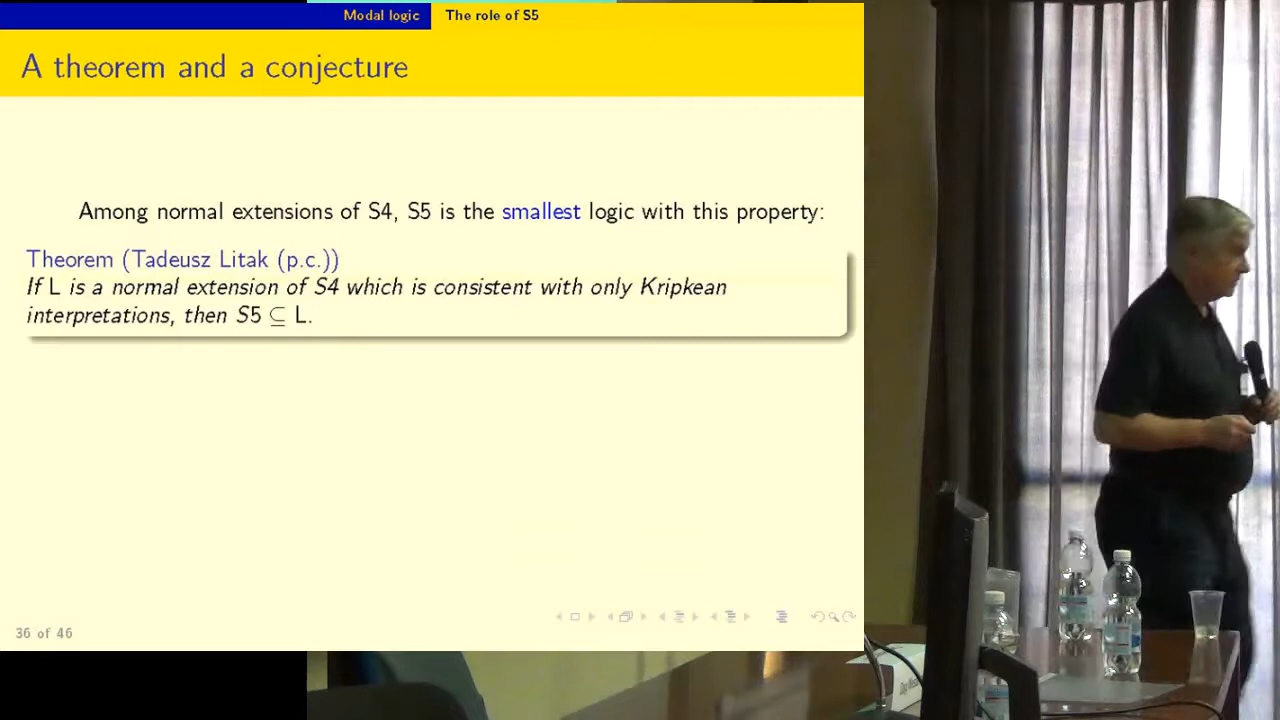 Modal logic
The role of S5
A theorem and a conjecture
Among normal extensions of S4, S5 is the smallest logic with this property:
Theorem (Tadeusz Litak (p.c.))
If L is a normal extension of S4 which is consistent with only Kripkean
interpretations, then S5 ⊆ L.
36 of 46